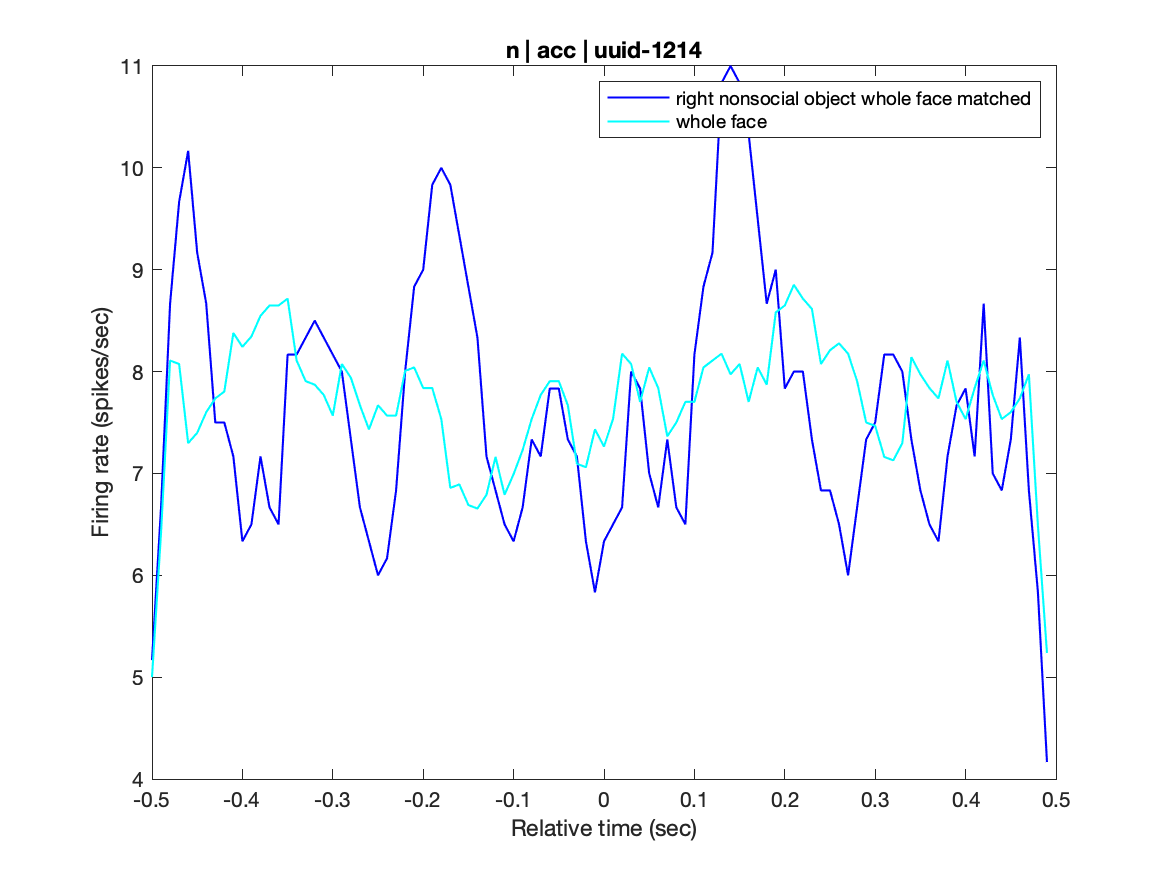 n | acc | uuid-1214
right nonsocial object whole face matched
whole face
11
10
9
8
7
6
5
4
Firing rate (spikes/sec)
-0.5 -0.4 -0.3 -0.2 -0.1 0 0.1 0.2 0.3 0.4 0.5
Relative time (sec)